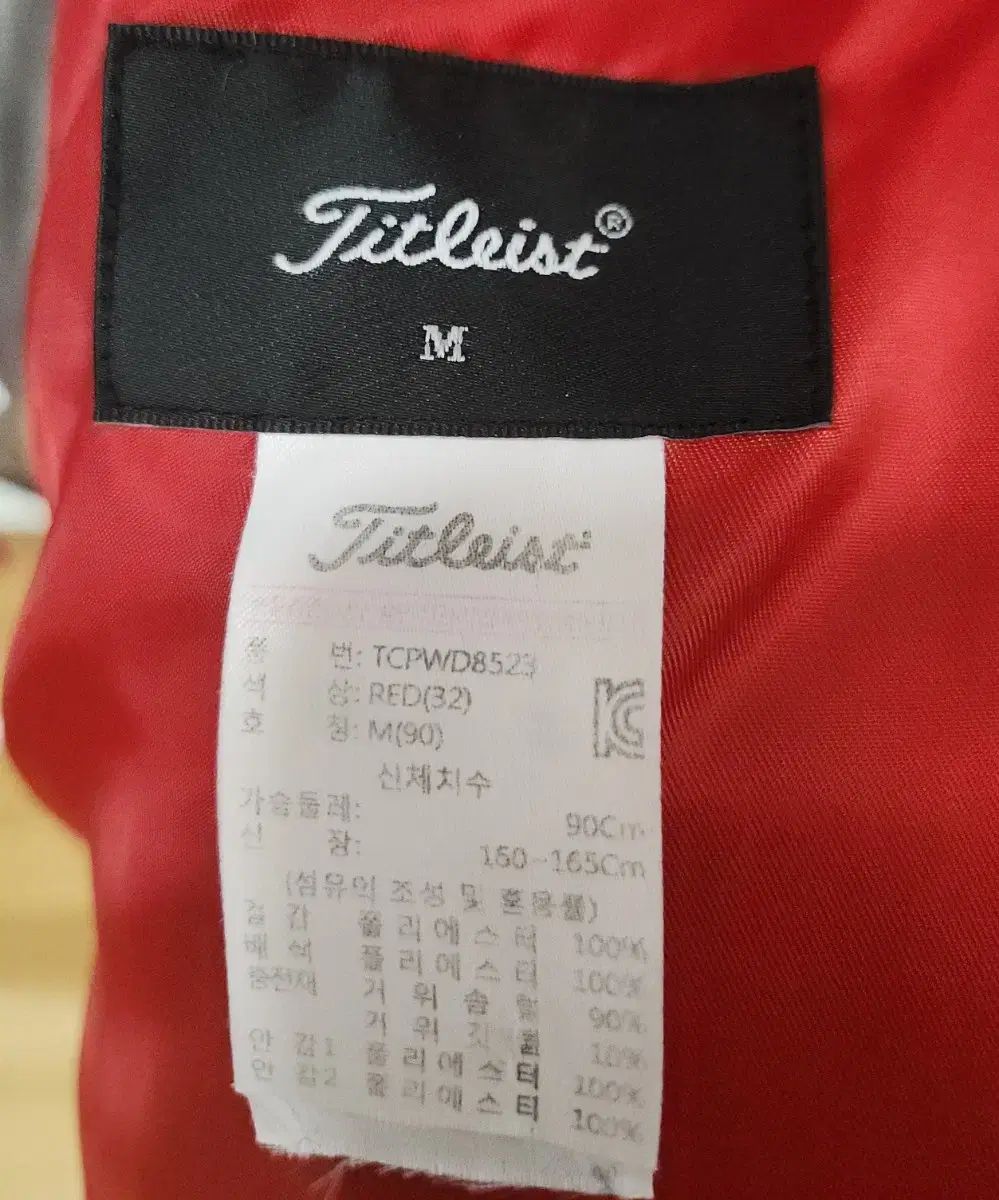 Titleist®
M
Titleist
품 번: TCPWD8523
색 상: RED(32)
호 칭: M(90)
KC
신체치수
가슴둘레: 90Cm
신 장: 160~165Cm
(섬유의 조성 및 혼용률)
겉 감 폴리에스터 100%
배 색 폴리에스터 100%
충전재 거위솜털 90%
거위깃털 10%
안 감1 폴리에스터 100%
안 감2 폴리에스터 100%